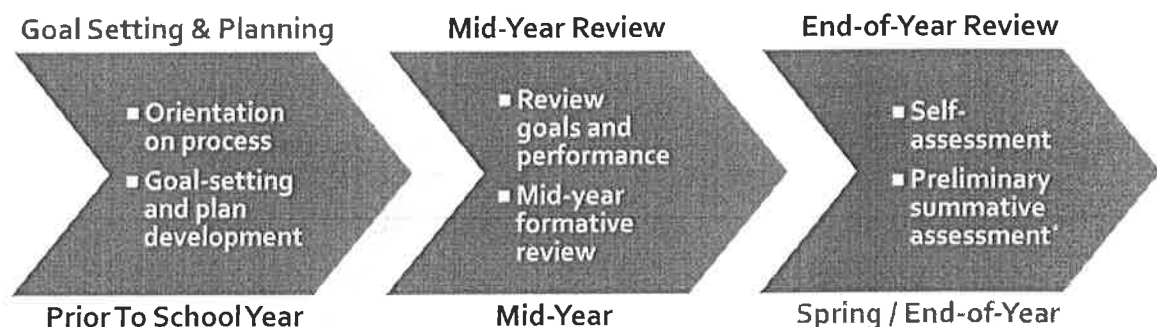 Goal Setting & Planning
Mid-Year Review
End-of-Year Review
▪ Orientation
on process
▪ Goal-setting
and plan
development
▪ Review
goals and
performance
▪ Mid-year
formative
review
▪ Self-
assessment
▪ Preliminary
summative
assessment*
Prior To School Year
Mid-Year
Spring / End-of-Year